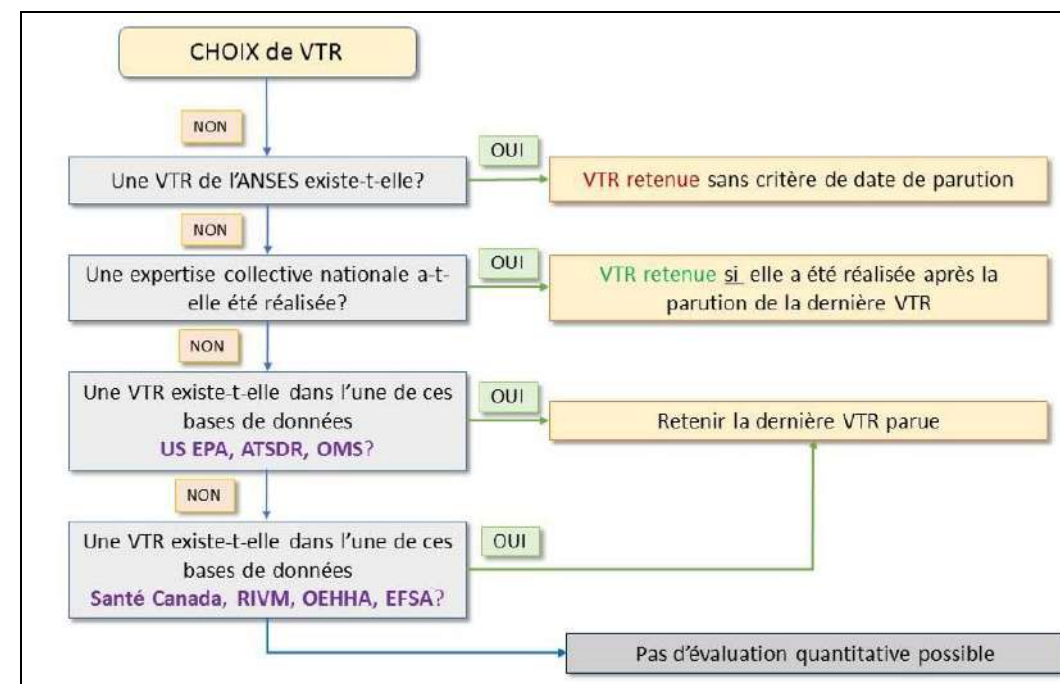 CHOIX de VTR
NON
Une VTR de l'ANSES existe-t-elle?
OUI
VTR retenue sans critère de date de parution
NON
Une expertise collective nationale a-t-
elle été réalisée?
OUI
VTR retenue si elle a été réalisée après la
parution de la dernière VTR
NON
Une VTR existe-t-elle dans l'une de ces
bases de données
US EPA, ATSDR, OMS?
OUI
Retenir la dernière VTR parue
NON
Une VTR existe-t-elle dans l'une de ces
bases de données
Santé Canada, RIVM, OEHHA, EFSA?
OUI
Pas d'évaluation quantitative possible